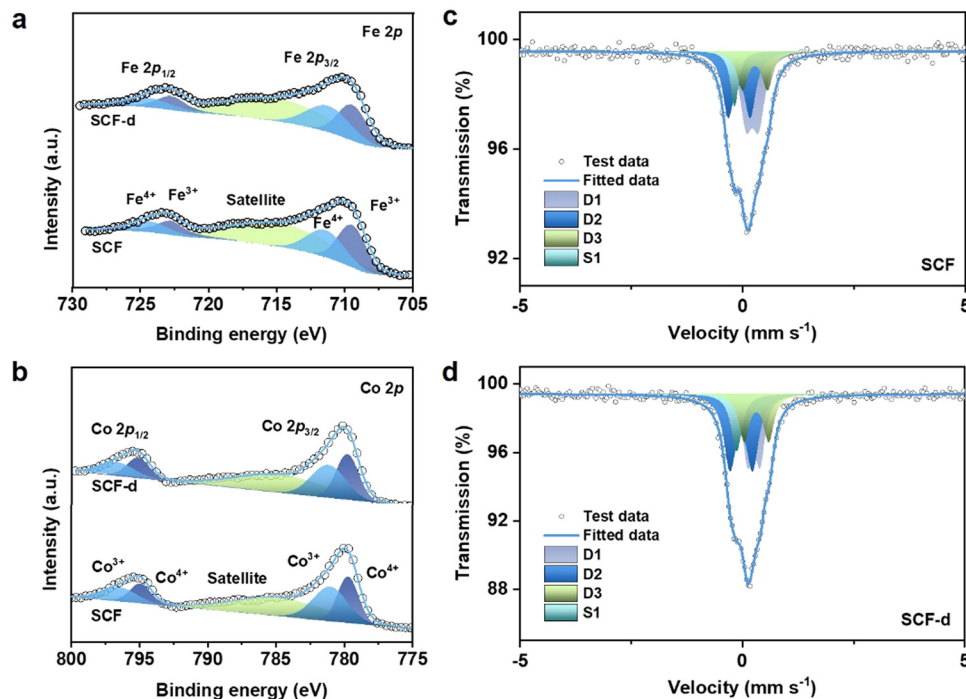 a
Fe 2p
Fe 2p1/2
Fe 2p3/2
SCF-d
Fe4+
Fe3+
Satellite
Fe4+
Fe3+
SCF
Intensity (a.u.)
730 725 720 715 710 705
Binding energy (eV)
b
Co 2p
Co 2p1/2
Co 2p3/2
SCF-d
Co3+
Co4+
Satellite
Co3+
Co4+
SCF
Intensity (a.u.)
800 795 790 785 780 775
Binding energy (eV)
c
100
96
92
Transmission (%)
Test data
Fitted data
D1
D2
D3
S1
SCF
-5 0 5
Velocity (mm s-1)
d
100
96
92
88
Transmission (%)
Test data
Fitted data
D1
D2
D3
S1
SCF-d
-5 0 5
Velocity (mm s-1)